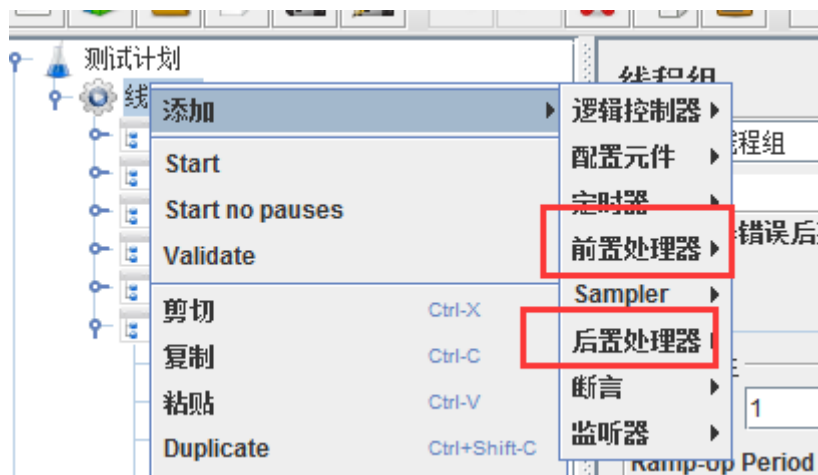 测试计划
线
线程组
添加
Start
Start no pauses
Validate
剪切 Ctrl-X
复制 Ctrl-C
粘贴 Ctrl-V
Duplicate Ctrl+Shift-C
逻辑控制器
配置元件
定时器
前置处理器
Sampler
后置处理器
断言
监听器
程组
错误后
1
Ramp-Up Period